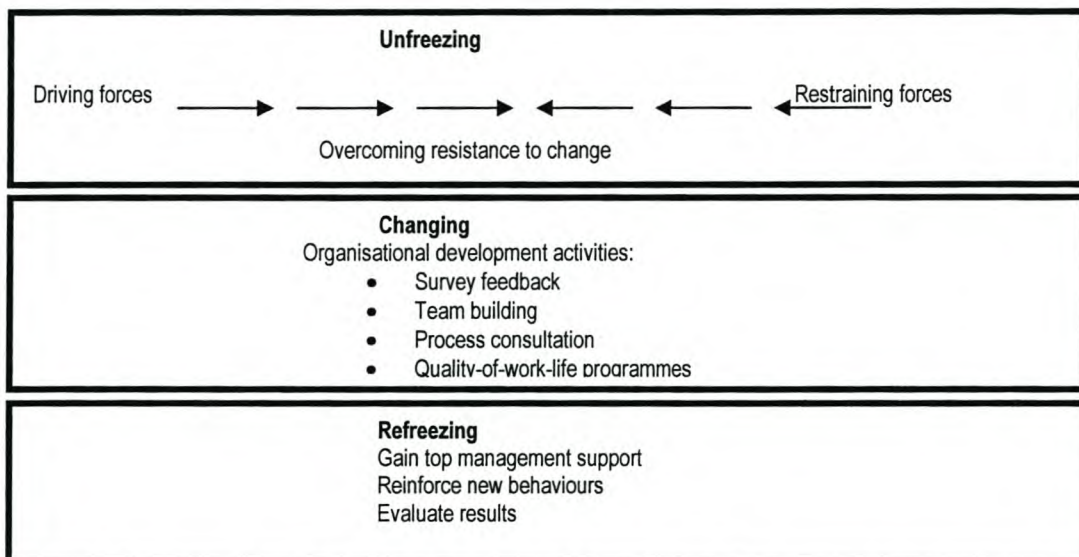 Unfreezing
Driving forces Restraining forces
Overcoming resistance to change
Changing
Organisational development activities:
• Survey feedback
• Team building
• Process consultation
• Quality-of-work-life programmes
Refreezing
Gain top management support
Reinforce new behaviours
Evaluate results